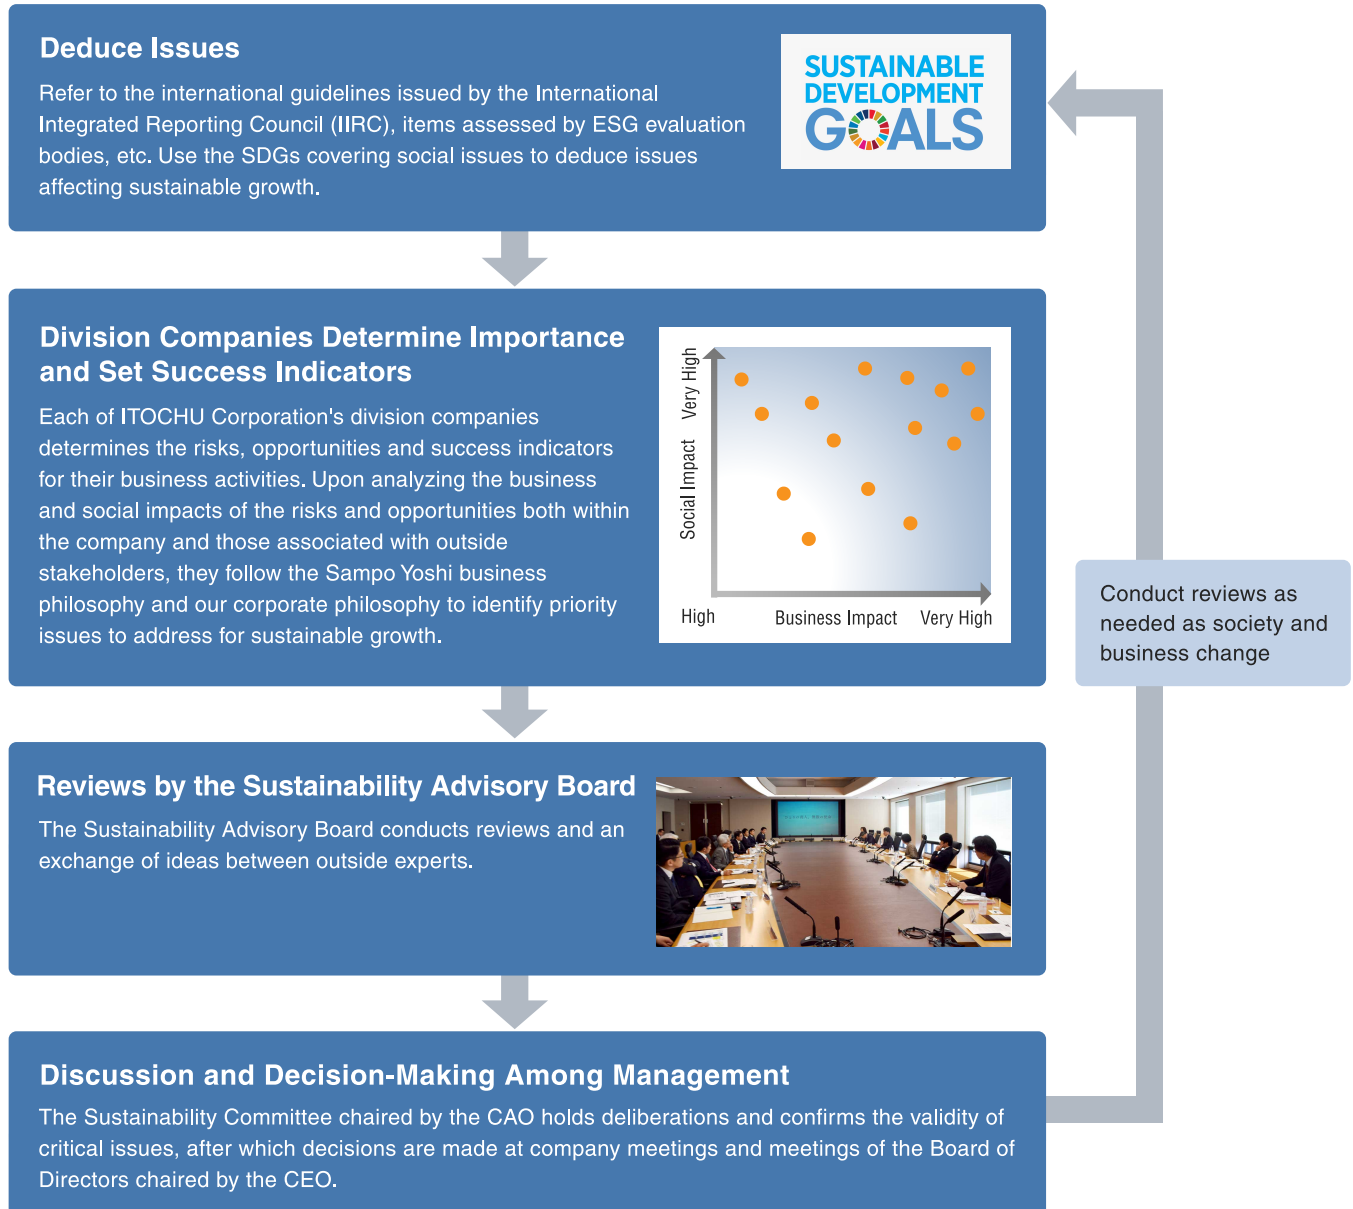 Deduce Issues
Refer to the international guidelines issued by the International
Integrated Reporting Council (IIRC), items assessed by ESG evaluation
bodies, etc. Use the SDGs covering social issues to deduce issues
affecting sustainable growth.
SUSTAINABLE
DEVELOPMENT
GOALS
Division Companies Determine Importance
and Set Success Indicators
Each of ITOCHU Corporation's division companies
determines the risks, opportunities and success indicators
for their business activities. Upon analyzing the business
and social impacts of the risks and opportunities both within
the company and those associated with outside
stakeholders, they follow the Sampo Yoshi business
philosophy and our corporate philosophy to identify priority
issues to address for sustainable growth.
Very High
Social Impact
High
Business Impact
Very High
Conduct reviews as
needed as society and
business change
Reviews by the Sustainability Advisory Board
The Sustainability Advisory Board conducts reviews and an
exchange of ideas between outside experts.
Discussion and Decision-Making Among Management
The Sustainability Committee chaired by the CAO holds deliberations and confirms the validity of
critical issues, after which decisions are made at company meetings and meetings of the Board of
Directors chaired by the CEO.